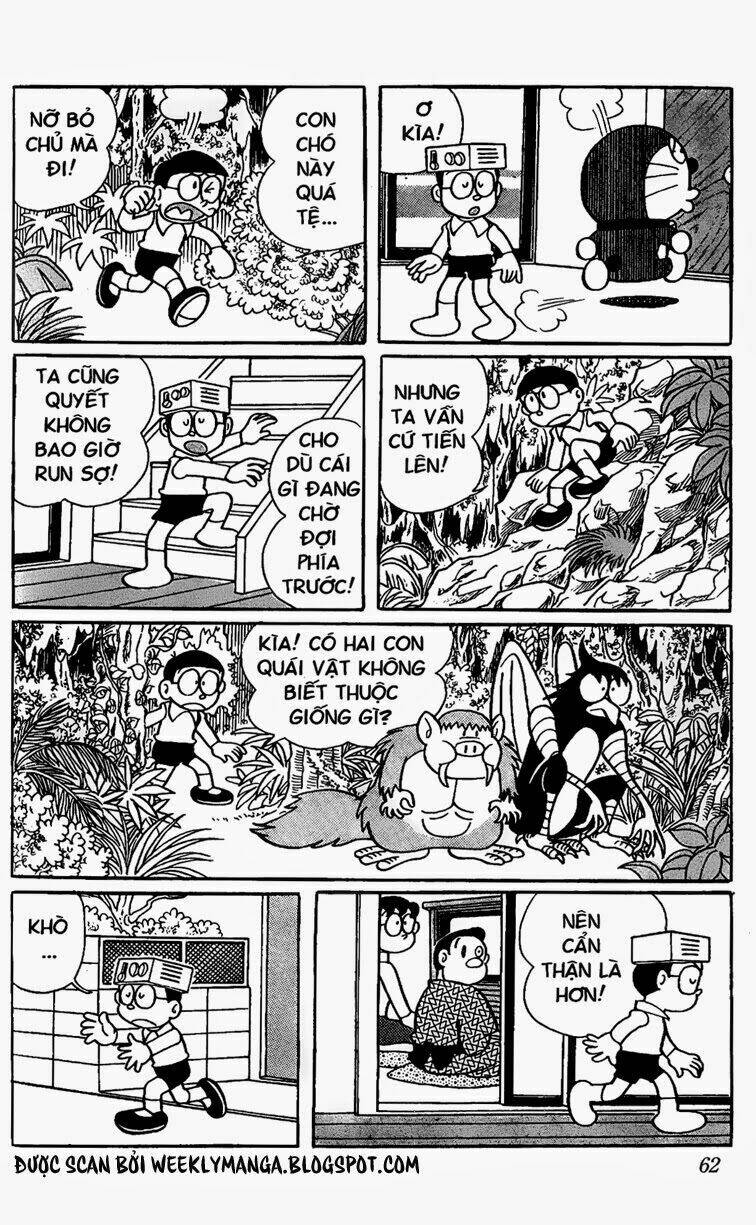 Ơ
KÌA!
CON
CHÓ
NÀY
QUÁ
TỆ...
NỠ BỎ
CHỦ MÀ
ĐI!
NHƯNG
TA VẪN
CỨ TIẾN
LÊN!
CHO
DÙ CÁI
GÌ ĐANG
CHỜ
ĐỢI
PHÍA
TRƯỚC!
TA CŨNG
QUYẾT
KHÔNG
BAO GIỜ
RUN SỢ!
KÌA! CÓ HAI CON
QUÁI VẬT KHÔNG
BIẾT THUỘC
GIỐNG GÌ?
NÊN
CẨN
THẬN LÀ
HƠN!
KHÒ
...
ĐƯỢC SCAN BỞI WEEKLYMANGA.BLOGSPOT.COM
62